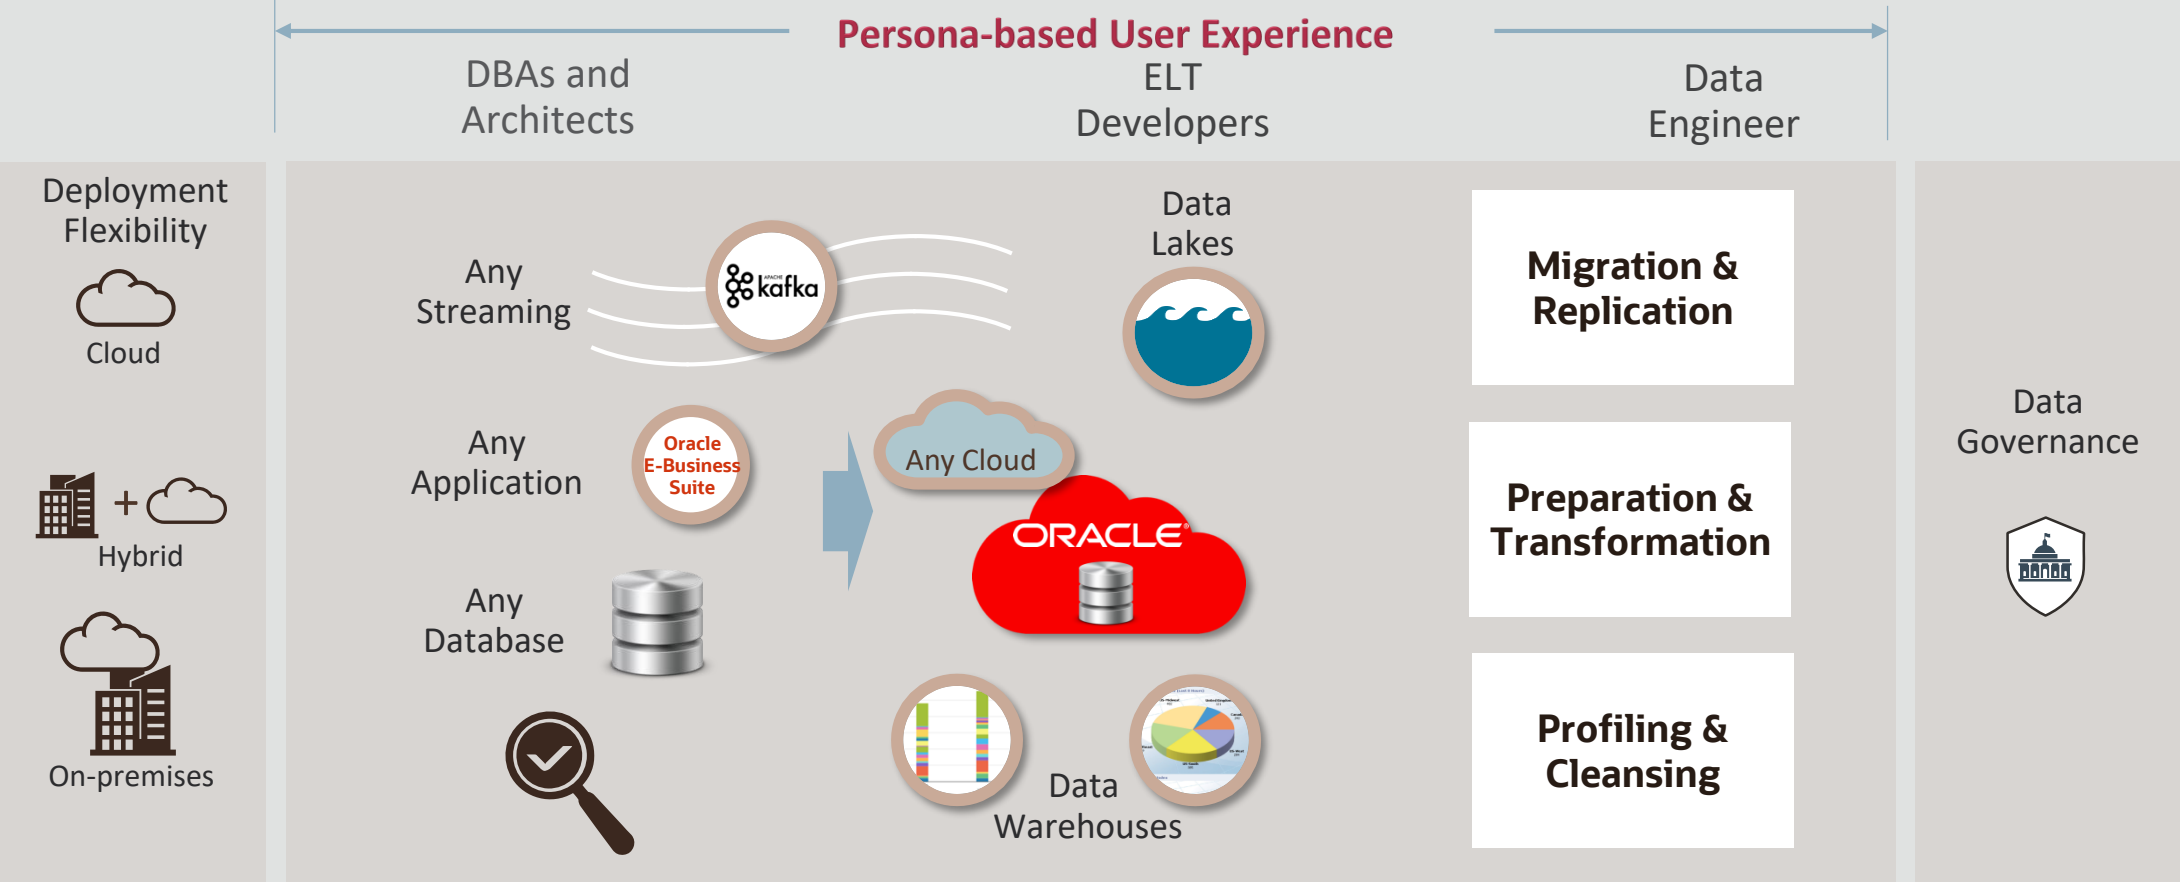 Persona-based User Experience
DBAs and
Architects
ELT
Developers
Data
Engineer
Deployment
Flexibility
Cloud
+
Hybrid
On-premises
Any
Streaming
APACHE
kafka
Data
Lakes
Any
Application
Oracle
E-Business
Suite
Any Cloud
ORACLE®
Any
Database
Data
Warehouses
Migration &
Replication
Preparation &
Transformation
Profiling &
Cleansing
Data
Governance